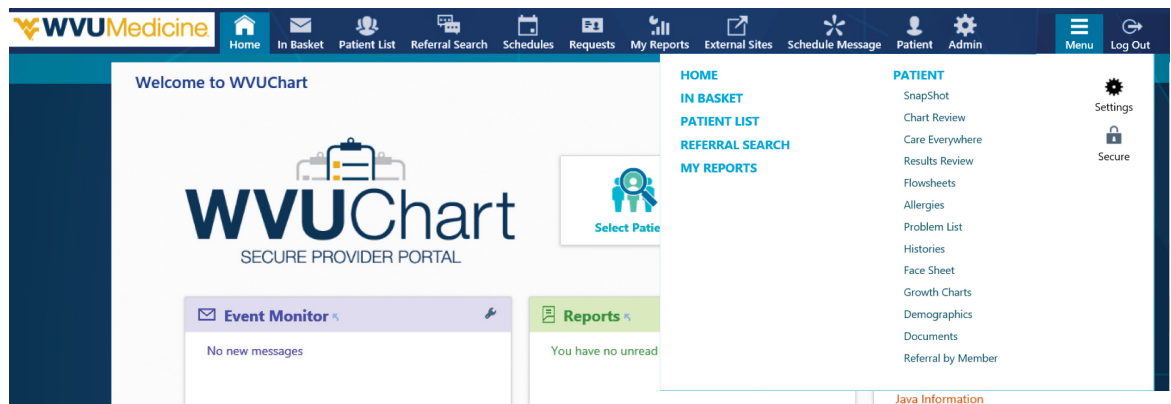 WVUMedicine
Home In Basket Patient List Referral Search Schedules Requests My Reports External Sites Schedule Message Patient Admin Menu Log Out
Welcome to WVUChart
WVUChart
SECURE PROVIDER PORTAL
Select Patie
Event Monitor
No new messages
Reports
You have no unread
HOME
IN BASKET
PATIENT LIST
REFERRAL SEARCH
MY REPORTS
PATIENT
SnapShot
Chart Review
Care Everywhere
Results Review
Flowsheets
Allergies
Problem List
Histories
Face Sheet
Growth Charts
Demographics
Documents
Referral by Member
Settings
Secure
Java Information